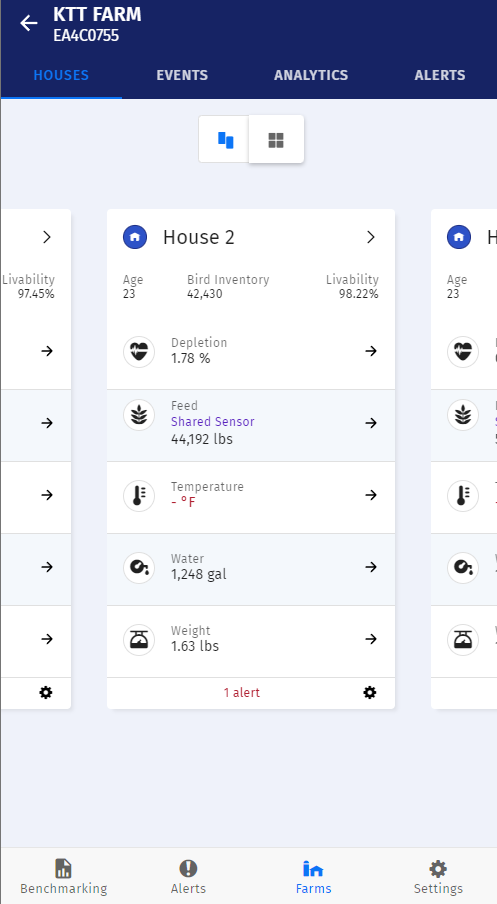 KTT FARM
EA4C0755
HOUSES EVENTS ANALYTICS ALERTS
Livability
97.45%
House 2
Age Bird Inventory Livability
23 42,430 98.22%
Depletion
1.78 %
Feed
Shared Sensor
44,192 lbs
Temperature
- °F
Water
1,248 gal
Weight
1.63 lbs
1 alert
H
Age
23
Benchmarking Alerts Farms Settings